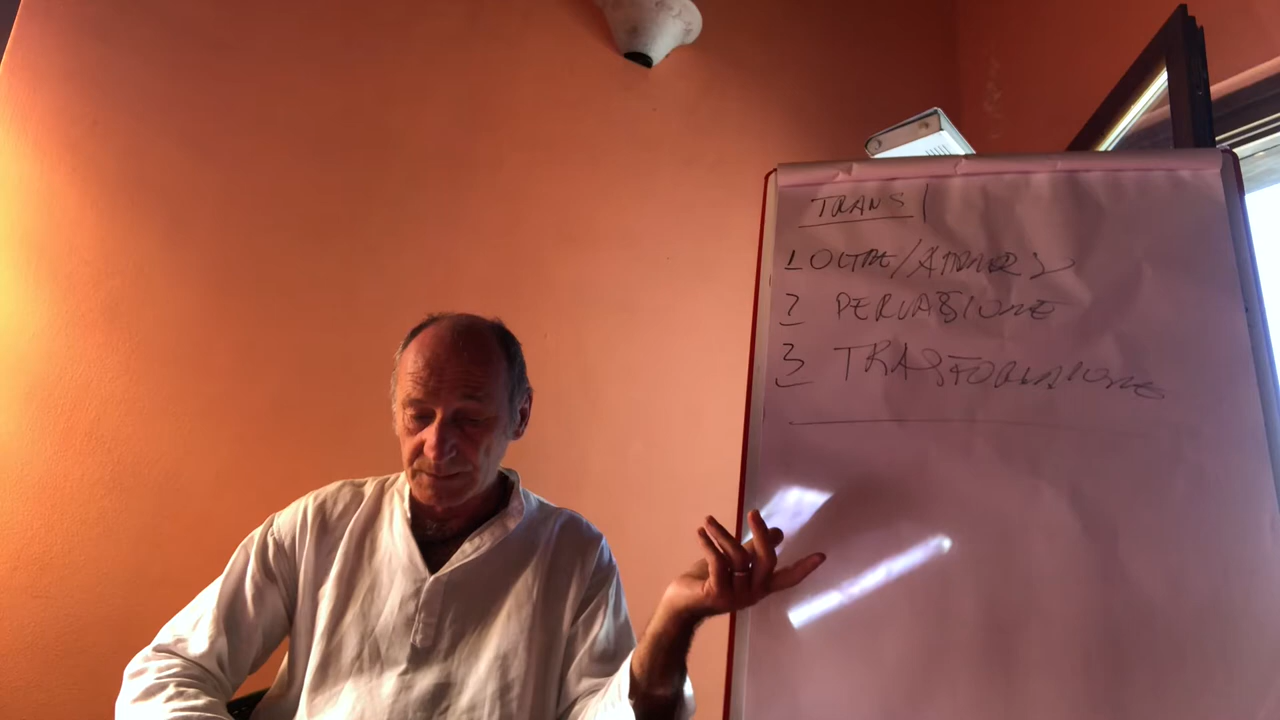 TRANS
1 OLTRE/ATTRAVERSO
2 PERVASIONE
3 TRASFORMAZIONE